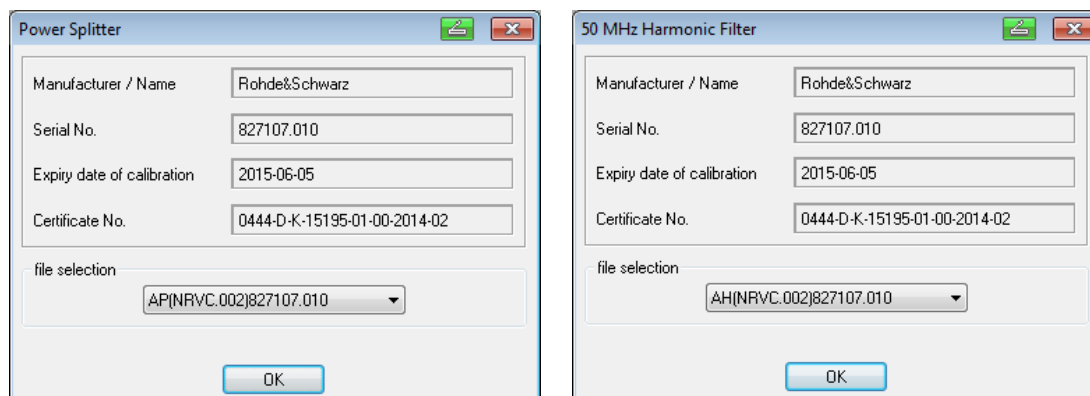 Power Splitter
Manufacturer / Name
Rohde&Schwarz
Serial No.
827107.010
Expiry date of calibration
2015-06-05
Certificate No.
0444-D-K-15195-01-00-2014-02
file selection
AP(NRVC.002)827107.010
OK
50 MHz Harmonic Filter
Manufacturer / Name
Rohde&Schwarz
Serial No.
827107.010
Expiry date of calibration
2015-06-05
Certificate No.
0444-D-K-15195-01-00-2014-02
file selection
AH(NRVC.002)827107.010
OK